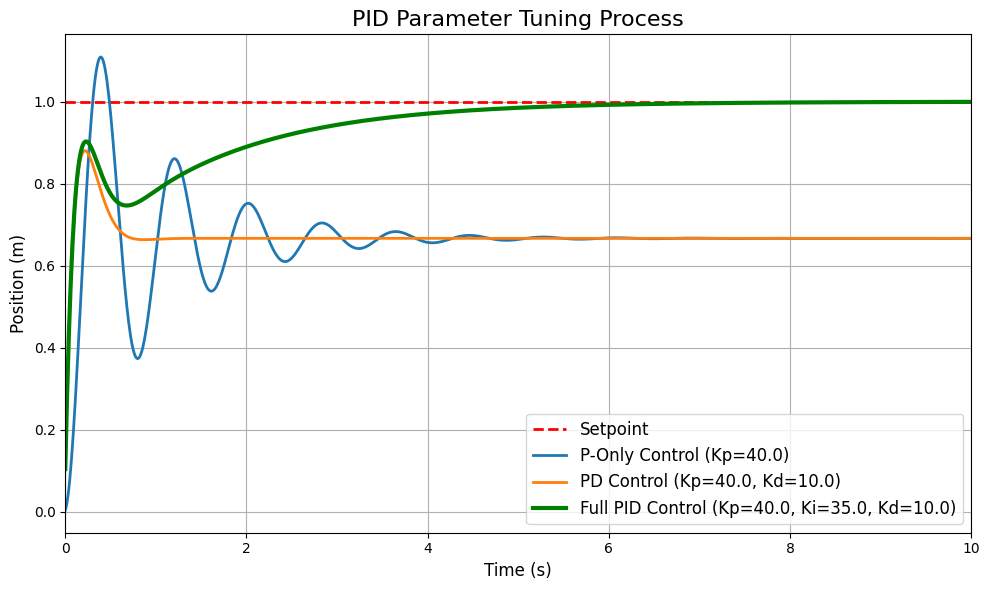 PID Parameter Tuning Process
Position (m)
1.0
0.8
0.6
0.4
0.2
0.0
Setpoint
P-Only Control (Kp=40.0)
PD Control (Kp=40.0, Kd=10.0)
Full PID Control (Kp=40.0, Ki=35.0, Kd=10.0)
0 2 4 6 8 10
Time (s)